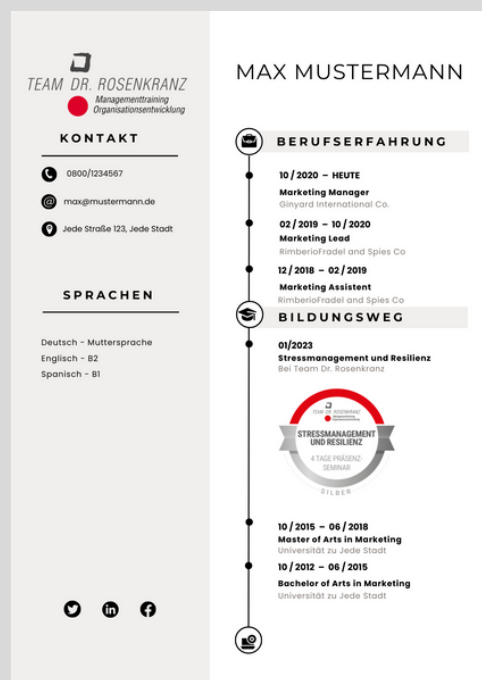 TEAM DR. ROSENKRANZ
Managementtraining
Organisationsentwicklung
KONTAKT
0800/1234567
max@mustermann.de
Jede Straße 123, Jede Stadt
SPRACHEN
Deutsch - Muttersprache
Englisch - B2
Spanisch - B1
MAX MUSTERMANN
BERUFSERFAHRUNG
10/2020 – HEUTE
Marketing Manager
Ginyard International Co.
02/2019 – 10/2020
Marketing Lead
RimberioFradel and Spies Co
12/2018 – 02/2019
Marketing Assistent
RimberioFradel and Spies Co
BILDUNGSWEG
01/2023
Stressmanagement und Resilienz
Bei Team Dr. Rosenkranz
TEAM DR. ROSENKRANZ
STRESSMANAGEMENT
UND RESILIENZ
4 TAGE PRÄSENZ-
SEMINAR
SILBER
10/2015 – 06/2018
Master of Arts in Marketing
Universität zu Jede Stadt
10/2012 – 06/2015
Bachelor of Arts in Marketing
Universität zu Jede Stadt